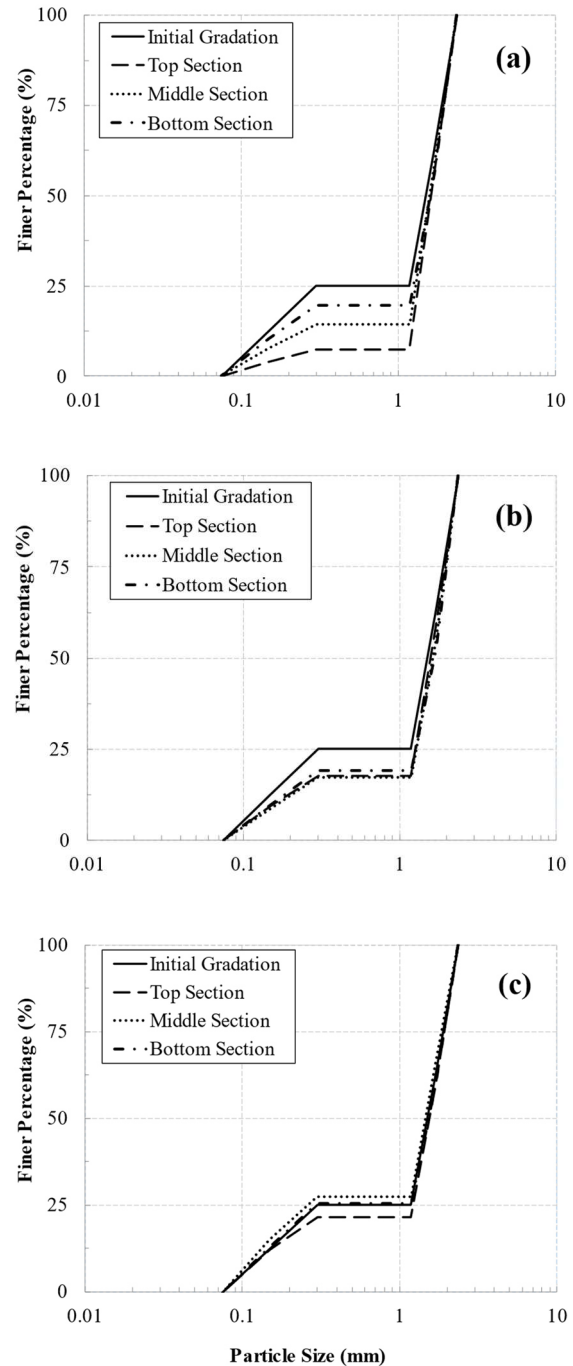 100
75
50
25
0
Finer Percentage (%)
Initial Gradation
Top Section
Middle Section
Bottom Section
(a)
0.01 0.1 1 10
100
75
50
25
0
Finer Percentage (%)
Initial Gradation
Top Section
Middle Section
Bottom Section
(b)
0.01 0.1 1 10
100
75
50
25
0
Finer Percentage (%)
Initial Gradation
Top Section
Middle Section
Bottom Section
(c)
0.01 0.1 1 10
Particle Size (mm)